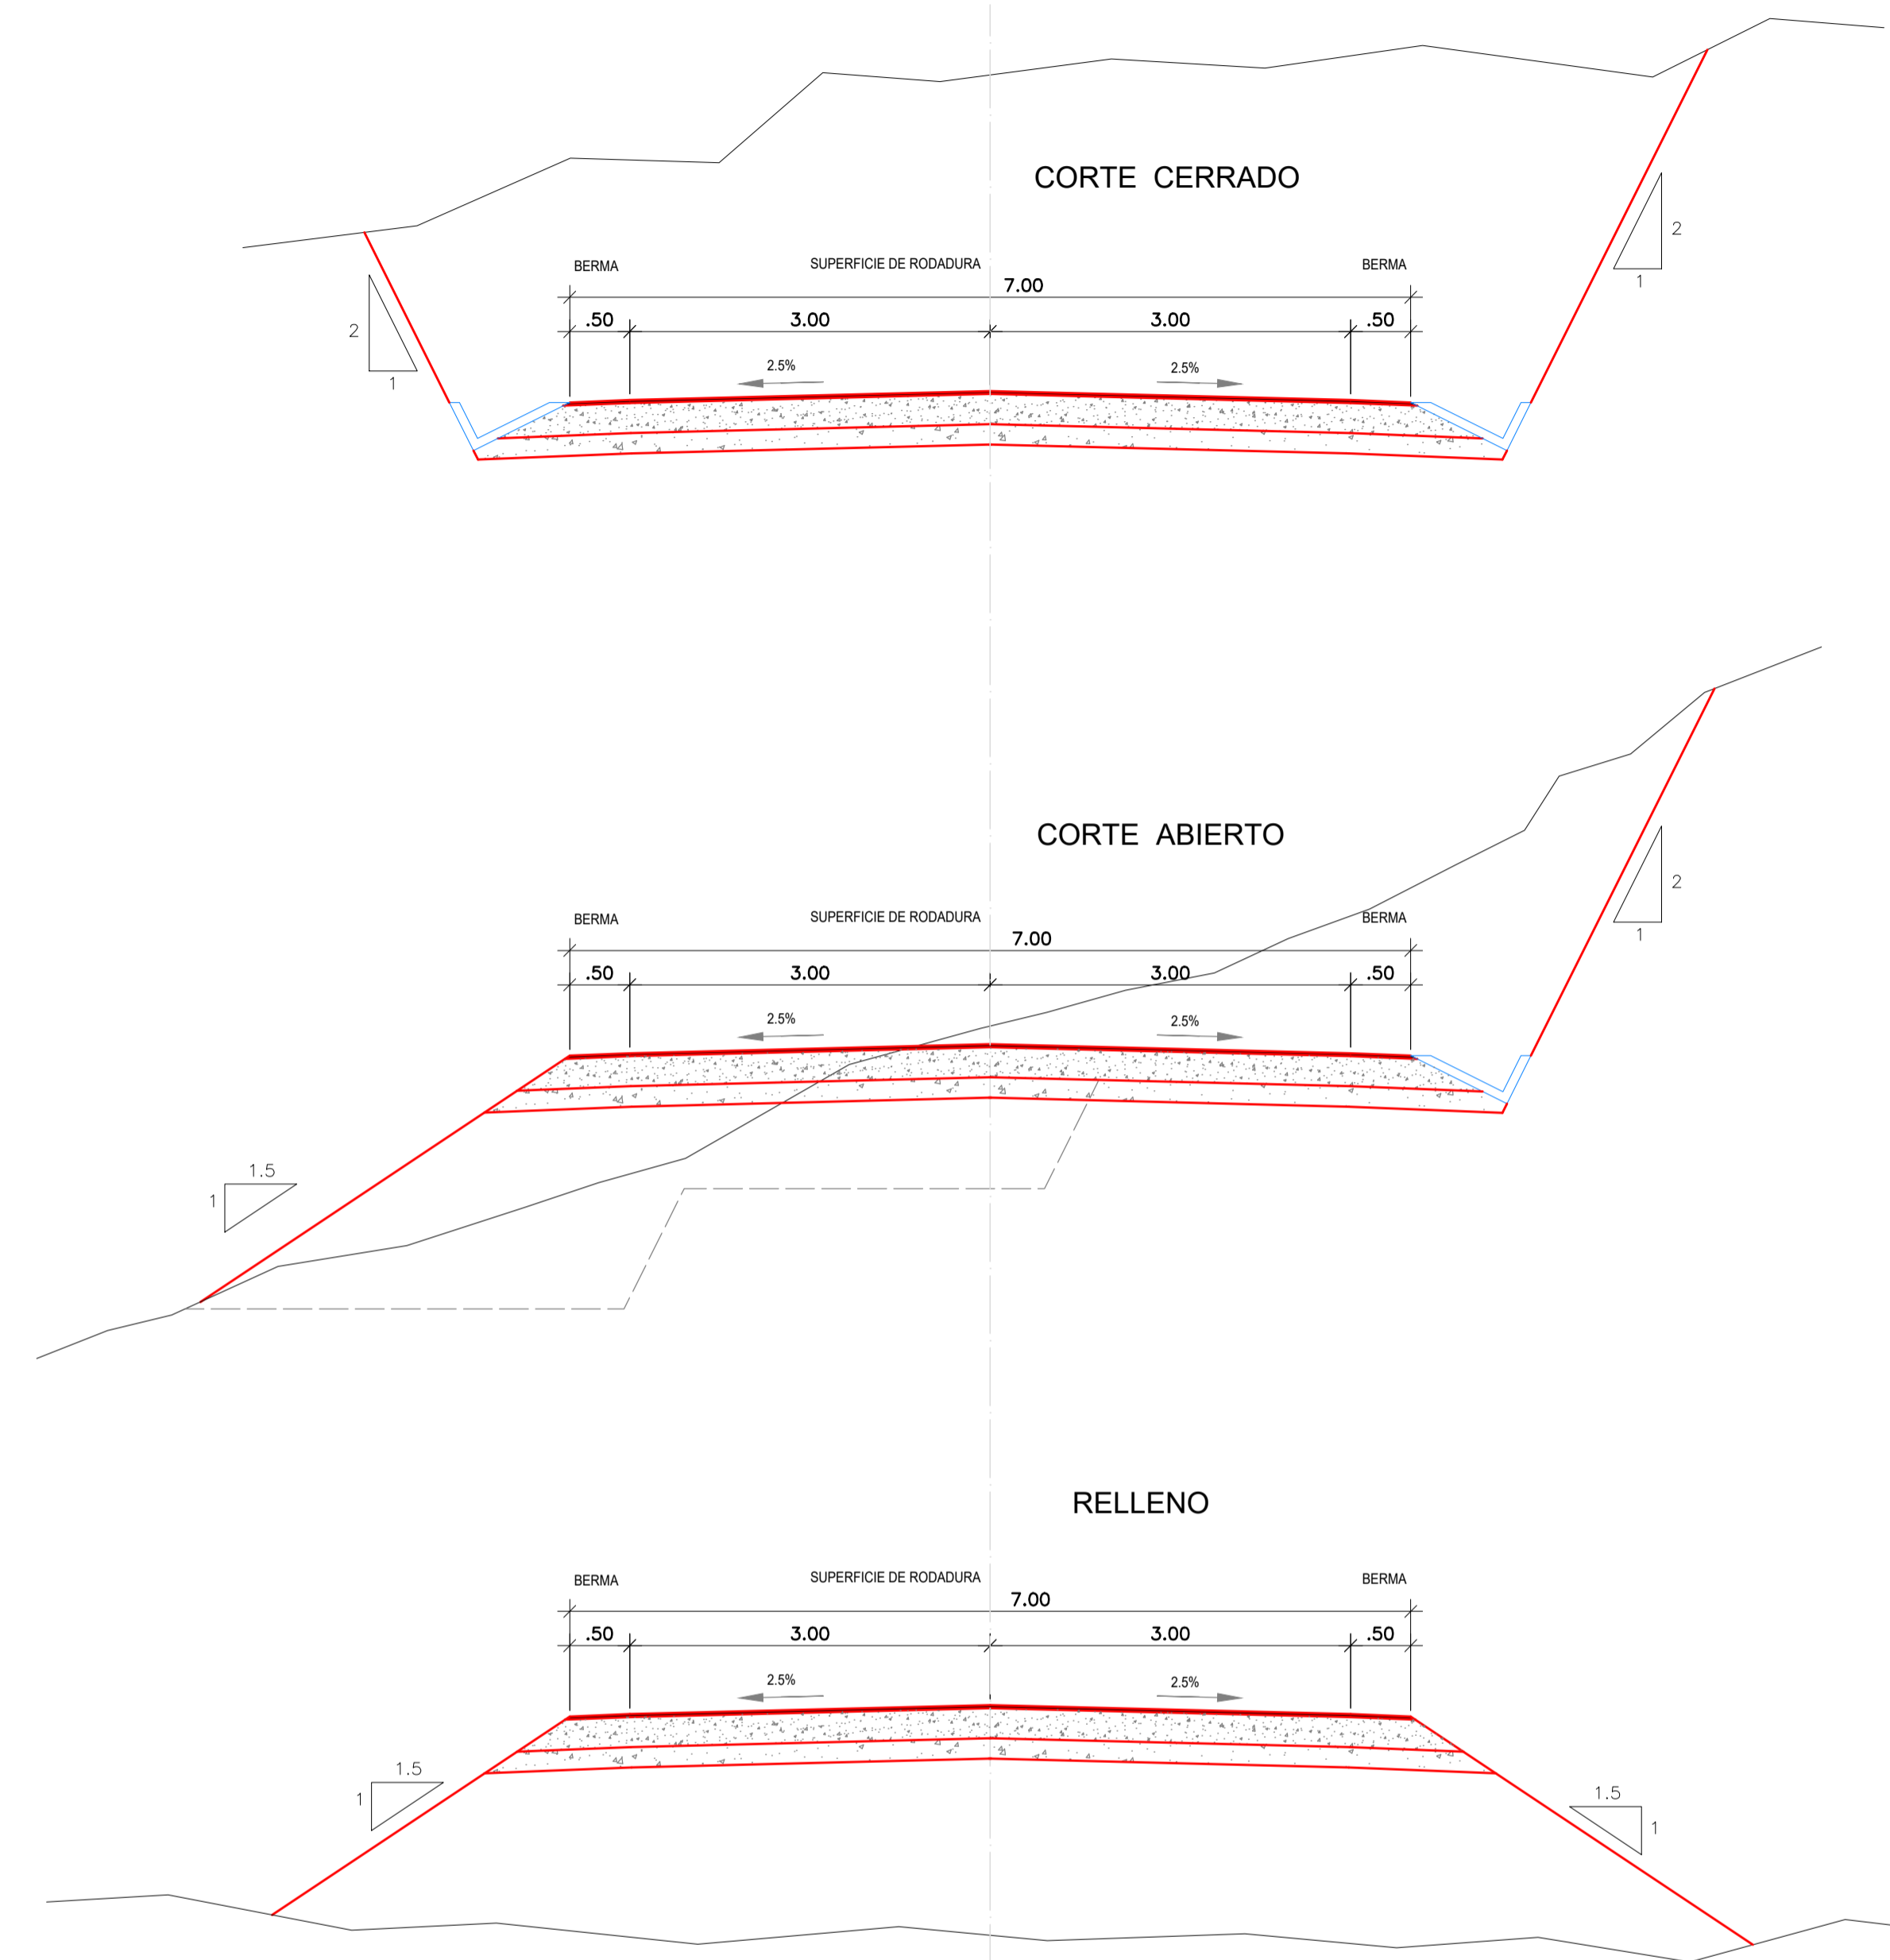 CORTE CERRADO
2
1
BERMA
SUPERFICIE DE RODADURA
BERMA
7.00
.50
3.00
3.00
.50
2
1
2.5%
2.5%
CORTE ABIERTO
2
1
BERMA
SUPERFICIE DE RODADURA
BERMA
7.00
.50
3.00
3.00
.50
2.5%
2.5%
1.5
1
RELLENO
BERMA
SUPERFICIE DE RODADURA
BERMA
7.00
.50
3.00
3.00
.50
2.5%
2.5%
1.5
1
1.5
1